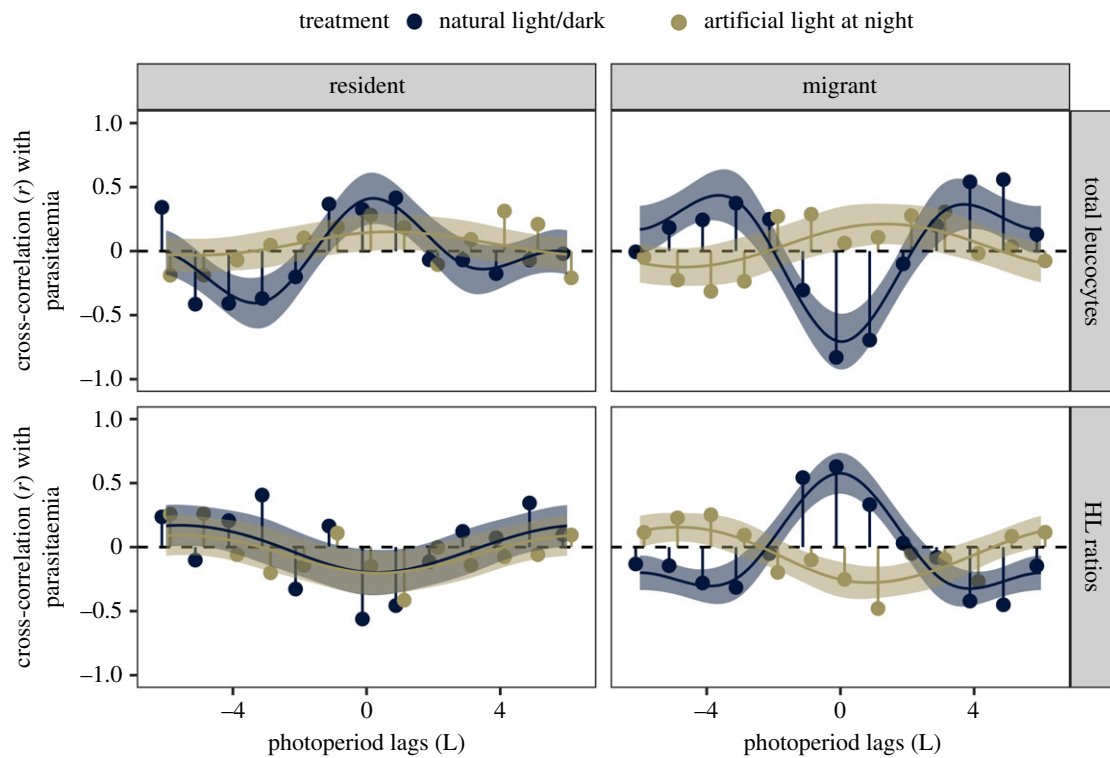 treatment natural light/dark artificial light at night
resident
migrant
cross-correlation (r) with
parasitaemia
1.0
0.5
0
−0.5
−1.0
total leucocytes
cross-correlation (r) with
parasitaemia
1.0
0.5
0
−0.5
−1.0
HL ratios
−4 0 4
−4 0 4
photoperiod lags (L)
photoperiod lags (L)